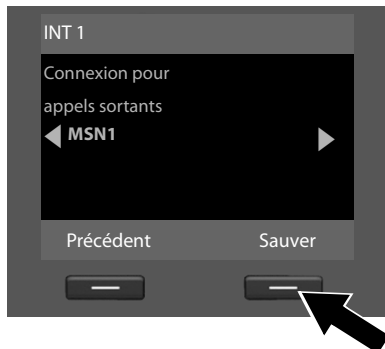 INT 1
Connexion pour
appels sortants
MSN1
Précédent Sauver